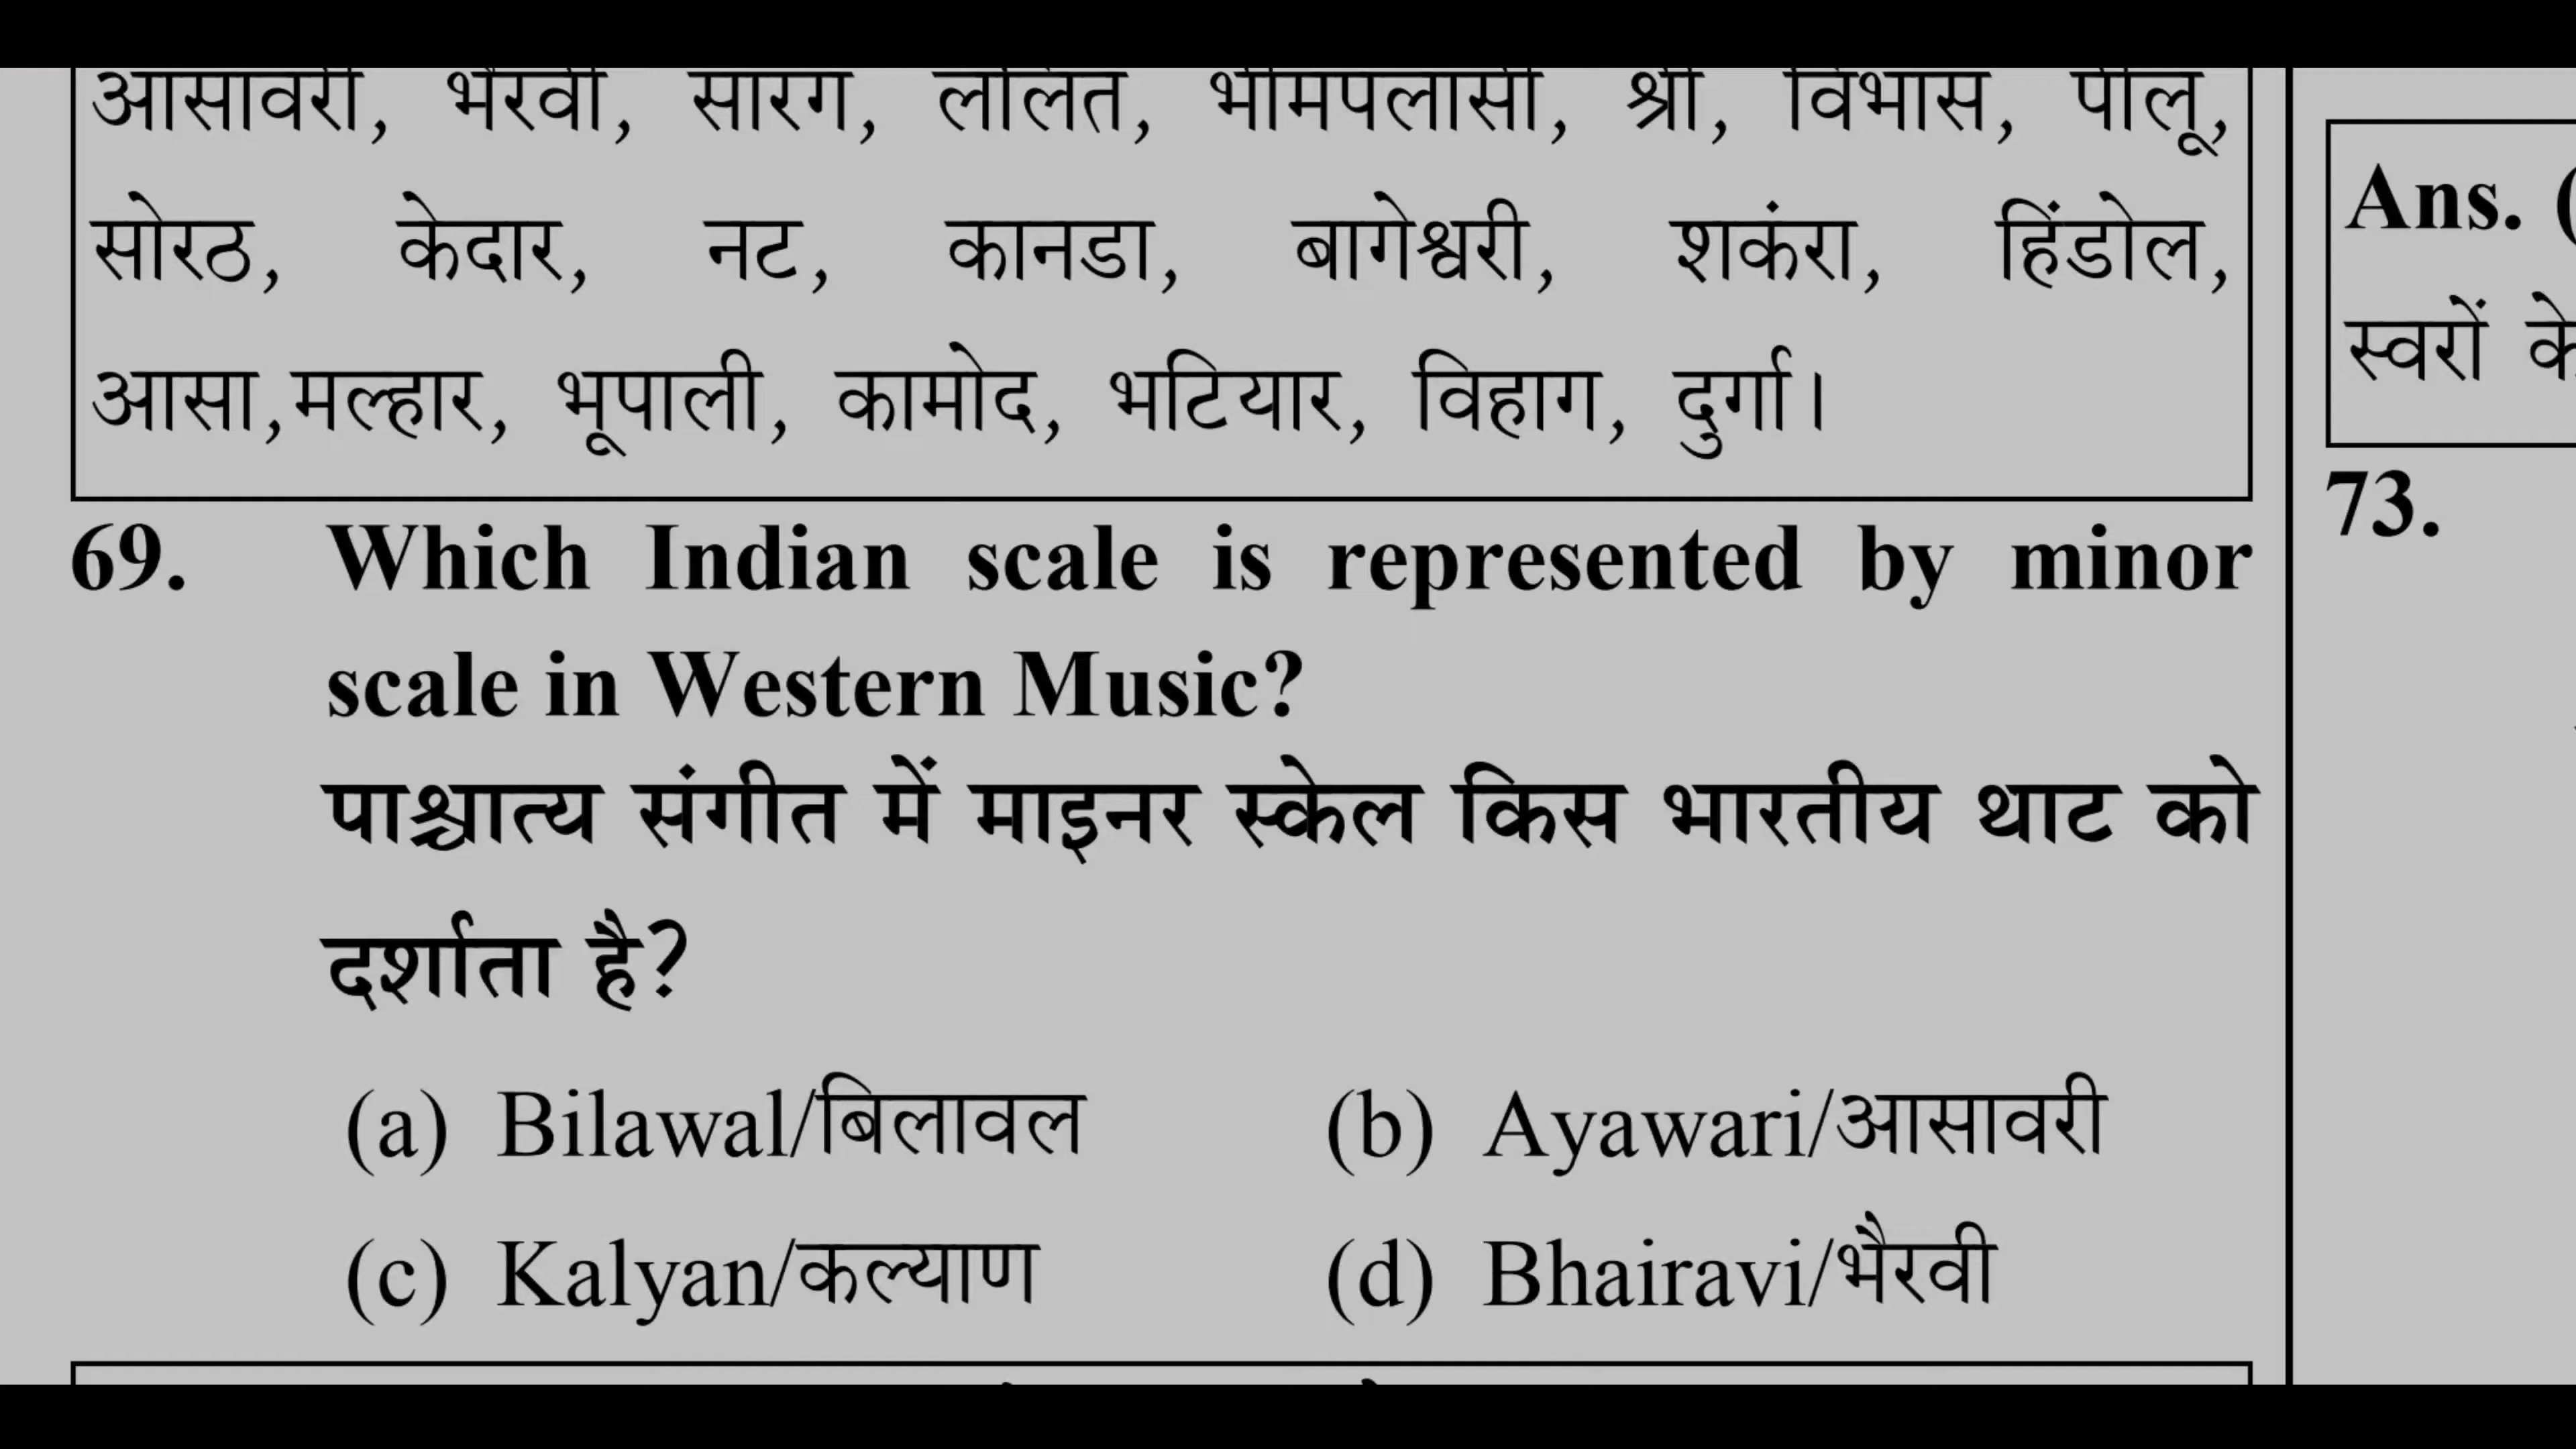 आसावरी, भैरवी, सारग, ललित, भीमपलासी, श्री, विभास, पीलू,
सोरठ, केदार, नट, कानडा, बागेश्वरी, शकंरा, हिंडोल,
आसा,मल्हार, भूपाली, कामोद, भटियार, विहाग, दुर्गा।
69. Which Indian scale is represented by minor
scale in Western Music?
पाश्चात्य संगीत में माइनर स्केल किस भारतीय थाट को
दर्शाता है?
(a) Bilawal/बिलावल (b) Ayawari/आसावरी
(c) Kalyan/कल्याण (d) Bhairavi/भैरवी
Ans. (
स्वरों के
73.